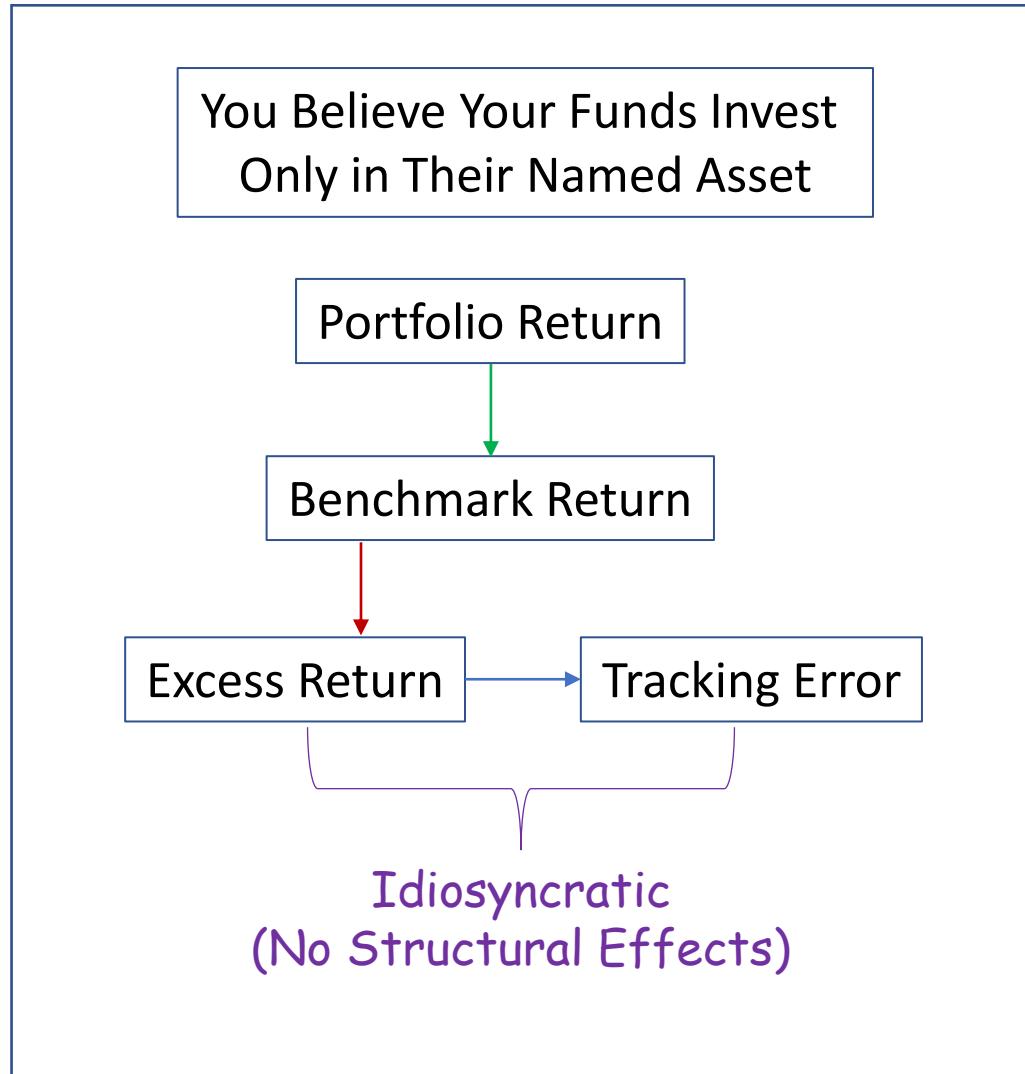 You Believe Your Funds Invest
Only in Their Named Asset
Portfolio Return
Benchmark Return
Excess Return
Tracking Error
Idiosyncratic
(No Structural Effects)